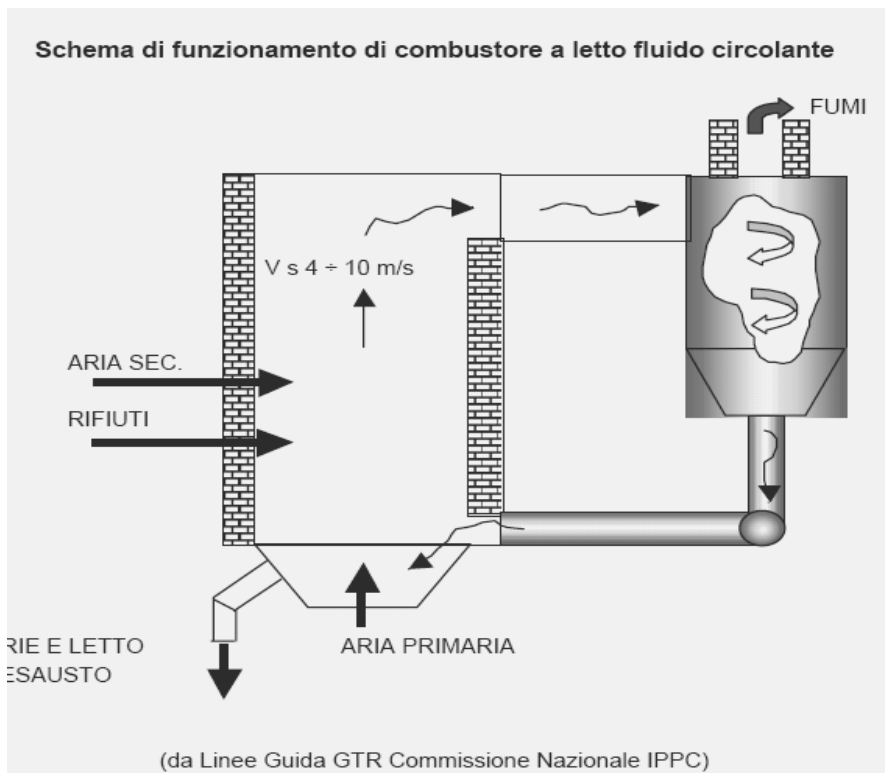 Schema di funzionamento di combustore a letto fluido circolante
FUMI
V s 4 ÷ 10 m/s
ARIA SEC.
RIFIUTI
RIE E LETTO
ESAUSTO
ARIA PRIMARIA
(da Linee Guida GTR Commissione Nazionale IPPC)